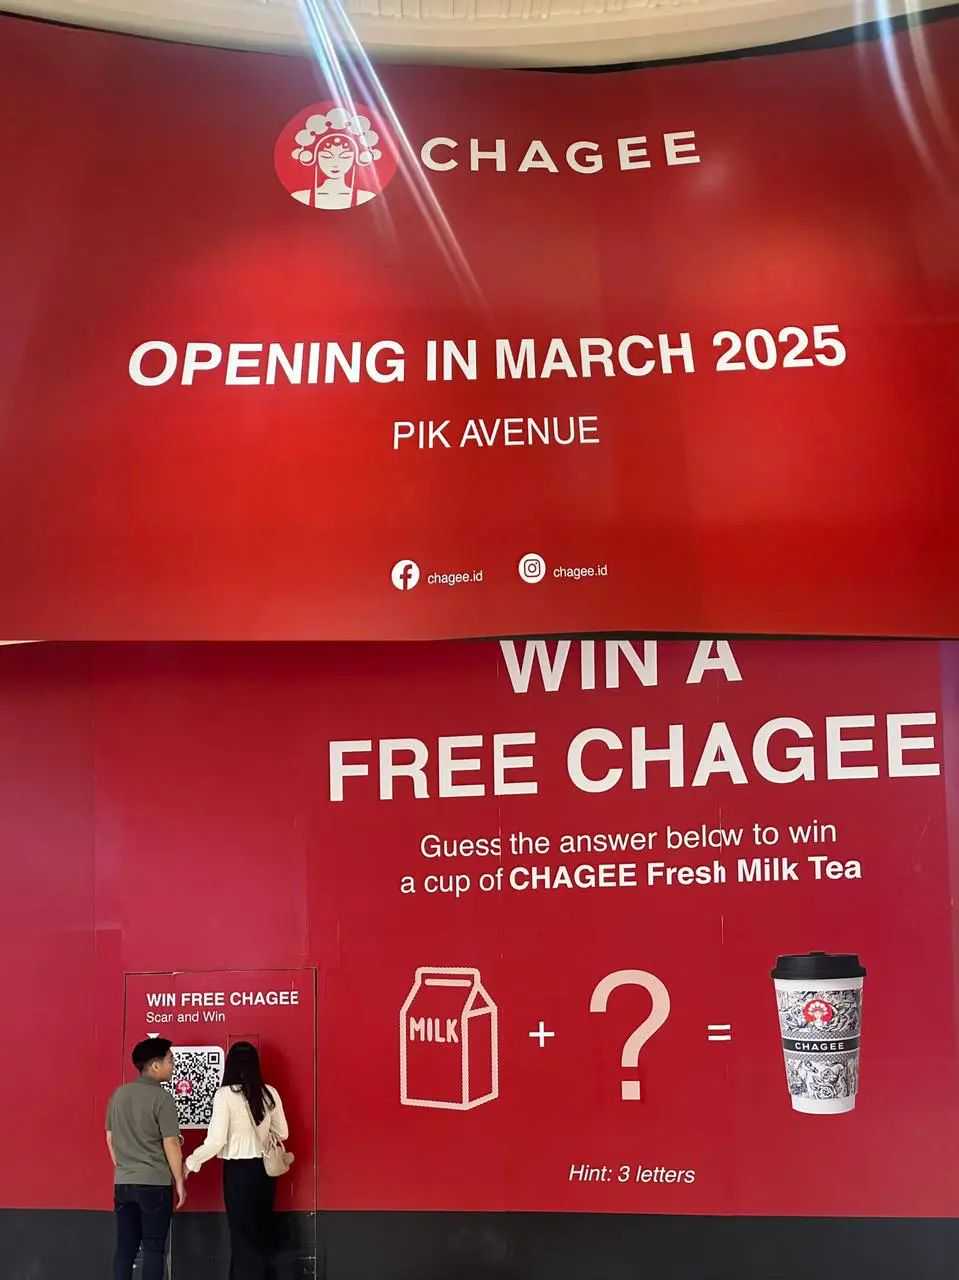 CHAGEE
OPENING IN MARCH 2025
PIK AVENUE
chagee.id
chagee.id
WIN A
FREE CHAGEE
Guess the answer below to win
a cup of CHAGEE Fresh Milk Tea
WIN FREE CHAGEE
Scan and Win
MILK
+
?
=
CHAGEE
Hint: 3 letters